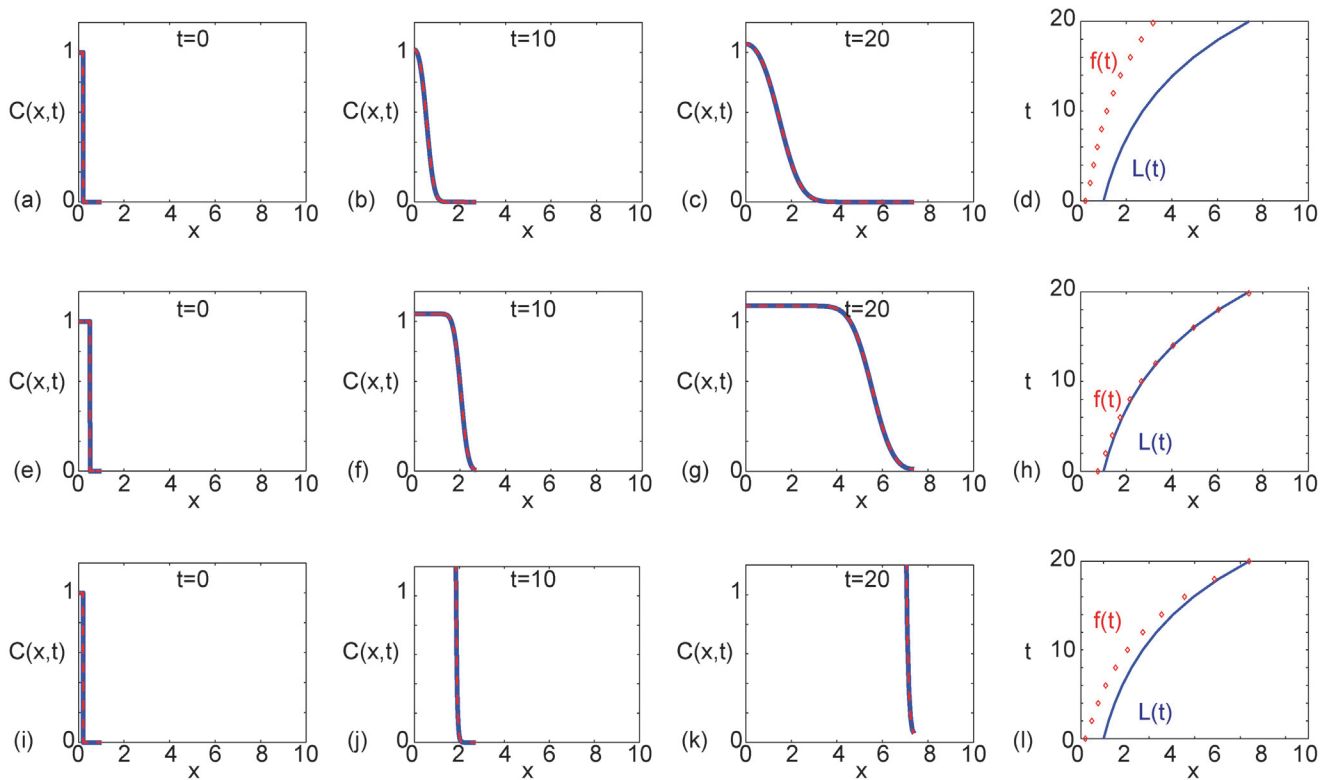 t=0
1
C(x,t)
0
(a)
0 2 4 6 8 10
x
t=10
1
C(x,t)
0
(b)
0 2 4 6 8 10
x
t=20
1
C(x,t)
0
(c)
0 2 4 6 8 10
x
20
f(t)
t 10
L(t)
(d) 0
0 2 4 6 8 10
x
t=0
1
C(x,t)
0
(e)
0 2 4 6 8 10
x
t=10
1
C(x,t)
0
(f)
0 2 4 6 8 10
x
t=20
1
C(x,t)
0
(g)
0 2 4 6 8 10
x
20
t 10
f(t)
L(t)
(h) 0
0 2 4 6 8 10
x
t=0
1
C(x,t)
0
(i)
0 2 4 6 8 10
x
t=10
1
C(x,t)
0
(j)
0 2 4 6 8 10
x
t=20
1
C(x,t)
0
(k)
0 2 4 6 8 10
x
20
f(t)
t 10
L(t)
(l) 0
0 2 4 6 8 10
x